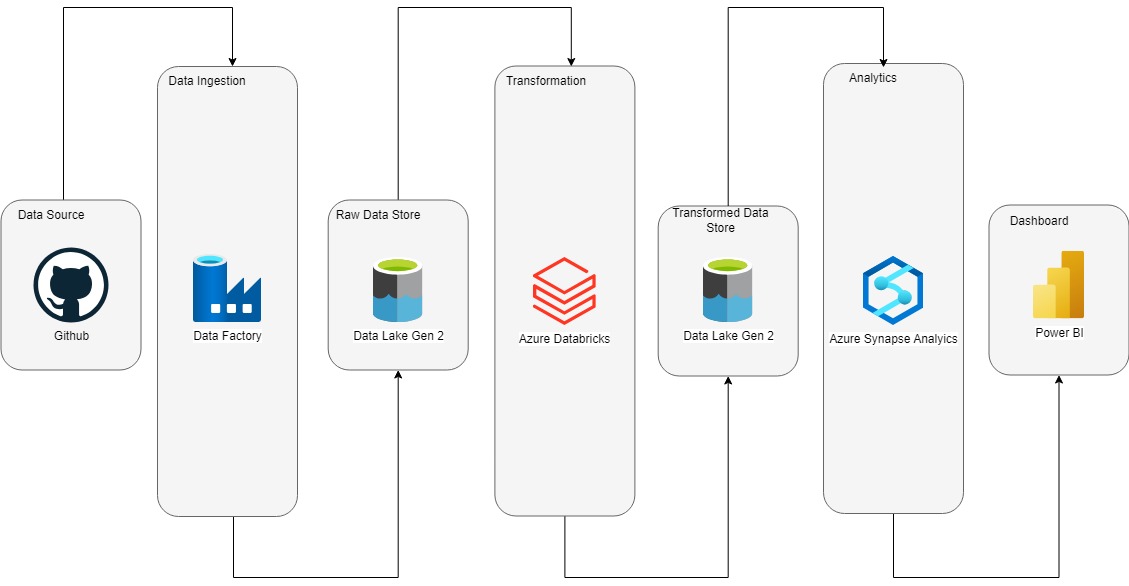 Data Source
Github
Data Ingestion
Data Factory
Raw Data Store
Data Lake Gen 2
Transformation
Azure Databricks
Transformed Data
Store
Data Lake Gen 2
Analytics
Azure Synapse Analyics
Dashboard
Power BI